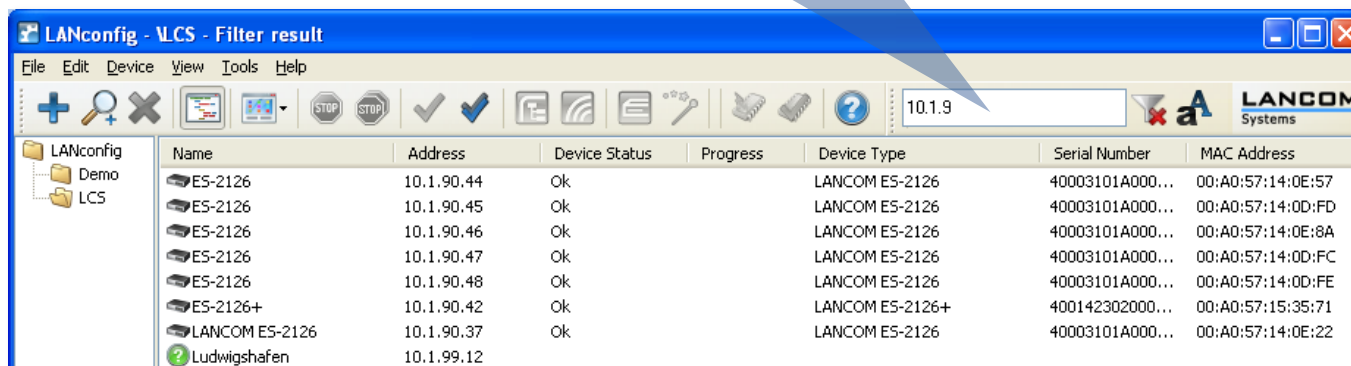 LANconfig - \LCS - Filter result
File Edit Device View Tools Help
STOP STOP 10.1.9 aA LANCOM Systems
LANconfig
Demo
LCS
Name Address Device Status Progress Device Type Serial Number MAC Address
ES-2126 10.1.90.44 Ok LANCOM ES-2126 40003101A000... 00:A0:57:14:0E:57
ES-2126 10.1.90.45 Ok LANCOM ES-2126 40003101A000... 00:A0:57:14:0D:FD
ES-2126 10.1.90.46 Ok LANCOM ES-2126 40003101A000... 00:A0:57:14:0E:8A
ES-2126 10.1.90.47 Ok LANCOM ES-2126 40003101A000... 00:A0:57:14:0D:FC
ES-2126 10.1.90.48 Ok LANCOM ES-2126 40003101A000... 00:A0:57:14:0D:FE
ES-2126+ 10.1.90.42 Ok LANCOM ES-2126+ 400142302000... 00:A0:57:15:35:71
LANCOM ES-2126 10.1.90.37 Ok LANCOM ES-2126 40003101A000... 00:A0:57:14:0E:22
Ludwigshafen 10.1.99.12